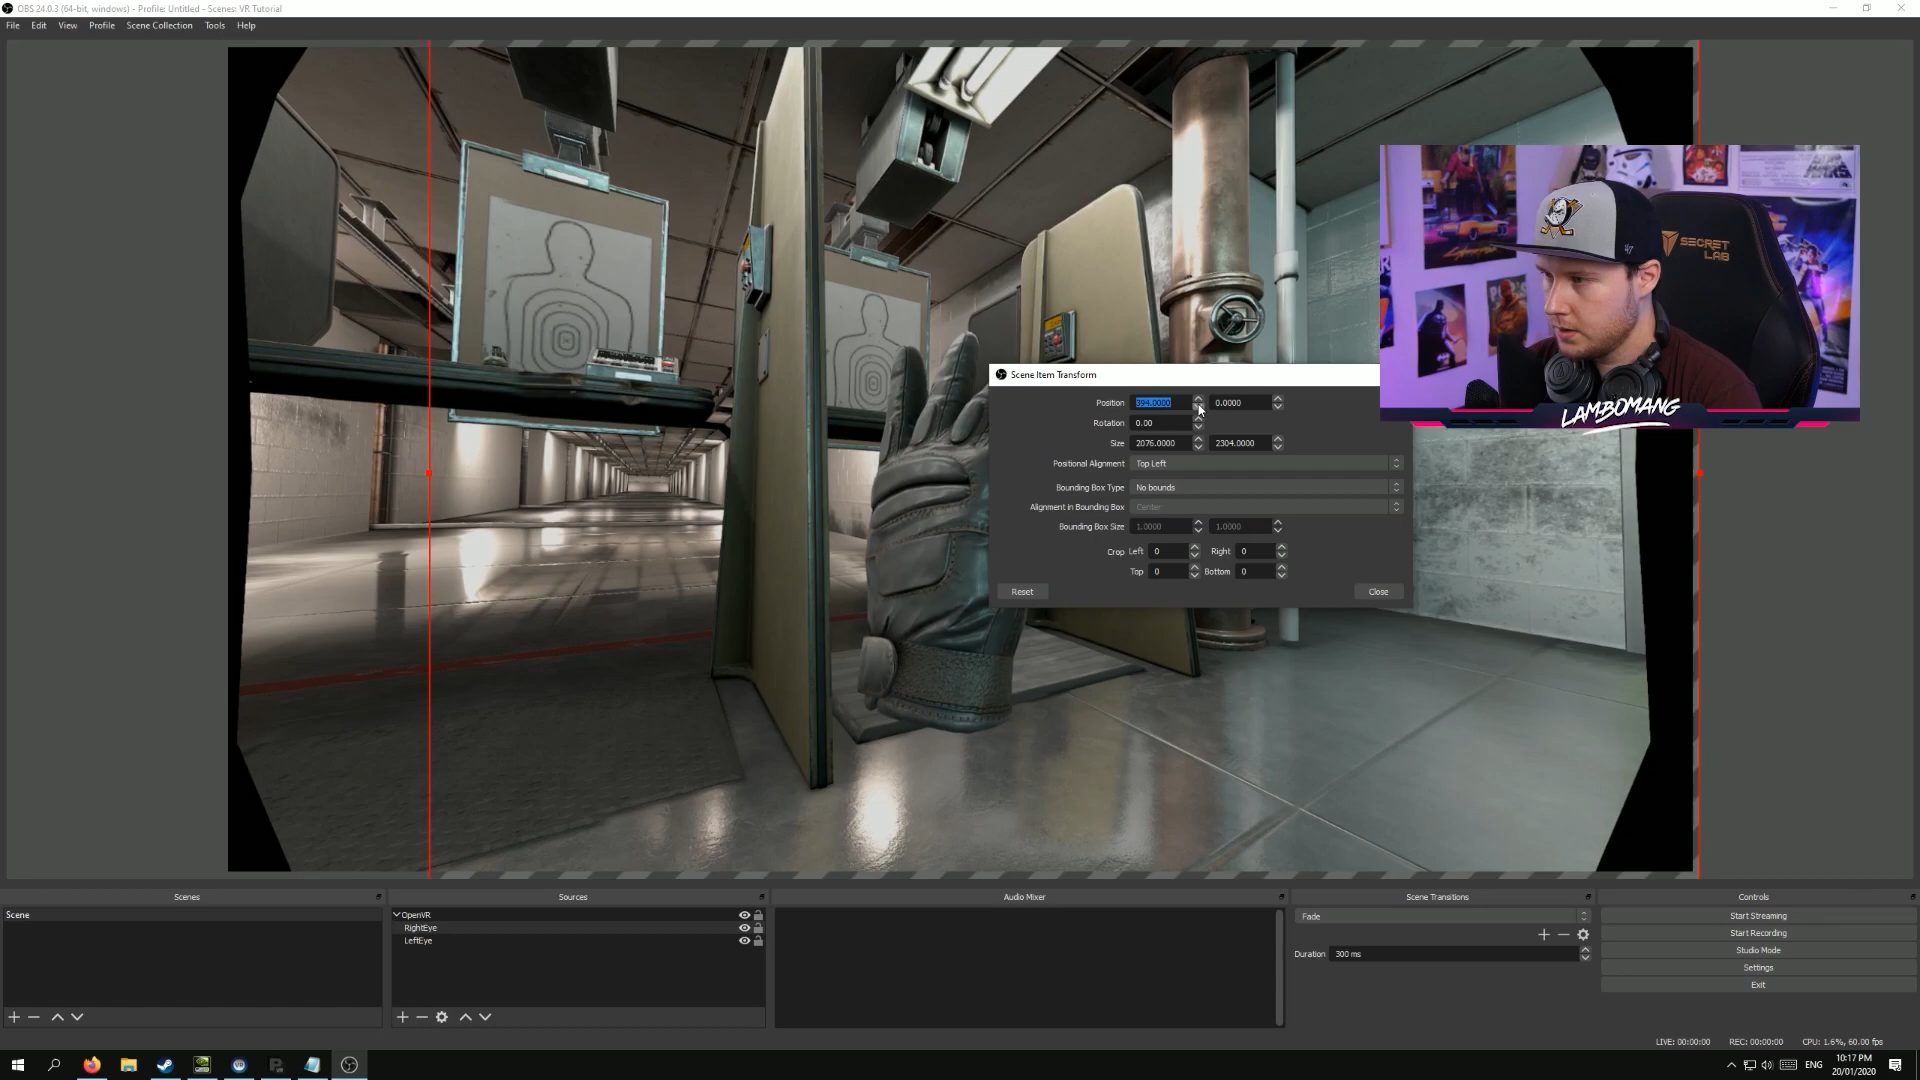 OBS 24.0.3 (64-bit, windows) - Profile: Untitled - Scenes: VR Tutorial
File Edit View Profile Scene Collection Tools Help
SECRET LAB
47
LAMBOMANG
Scene Item Transform
Position 394.0000 0.0000
Rotation 0.00
Size 2076.0000 2304.0000
Positional Alignment Top Left
Bounding Box Type No bounds
Alignment in Bounding Box Center
Bounding Box Size 1.0000 1.0000
Crop Left 0 Right 0
Top 0 Bottom 0
Reset Close
Scenes Sources Audio Mixer Scene Transitions Controls
Scene
OpenVR
RightEye
LeftEye
Fade
Duration 300 ms
Start Streaming
Start Recording
Studio Mode
Settings
Exit
LIVE: 00:00:00 REC: 00:00:00 CPU: 1.6%, 60.00 fps
ENG
10:17 PM
20/01/2020